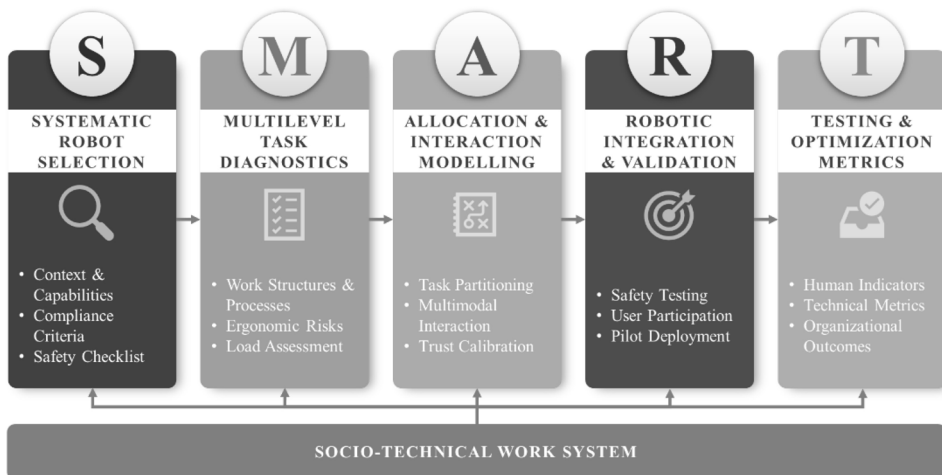 S
SYSTEMATIC
ROBOT
SELECTION
• Context &
Capabilities
• Compliance
Criteria
• Safety Checklist
M
MULTILEVEL
TASK
DIAGNOSTICS
• Work Structures &
Processes
• Ergonomic Risks
• Load Assessment
A
ALLOCATION &
INTERACTION
MODELLING
• Task Partitioning
• Multimodal
Interaction
• Trust Calibration
R
ROBOTIC
INTEGRATION
& VALIDATION
• Safety Testing
• User Participation
• Pilot Deployment
T
TESTING &
OPTIMIZATION
METRICS
• Human Indicators
• Technical Metrics
• Organizational
Outcomes
SOCIO-TECHNICAL WORK SYSTEM